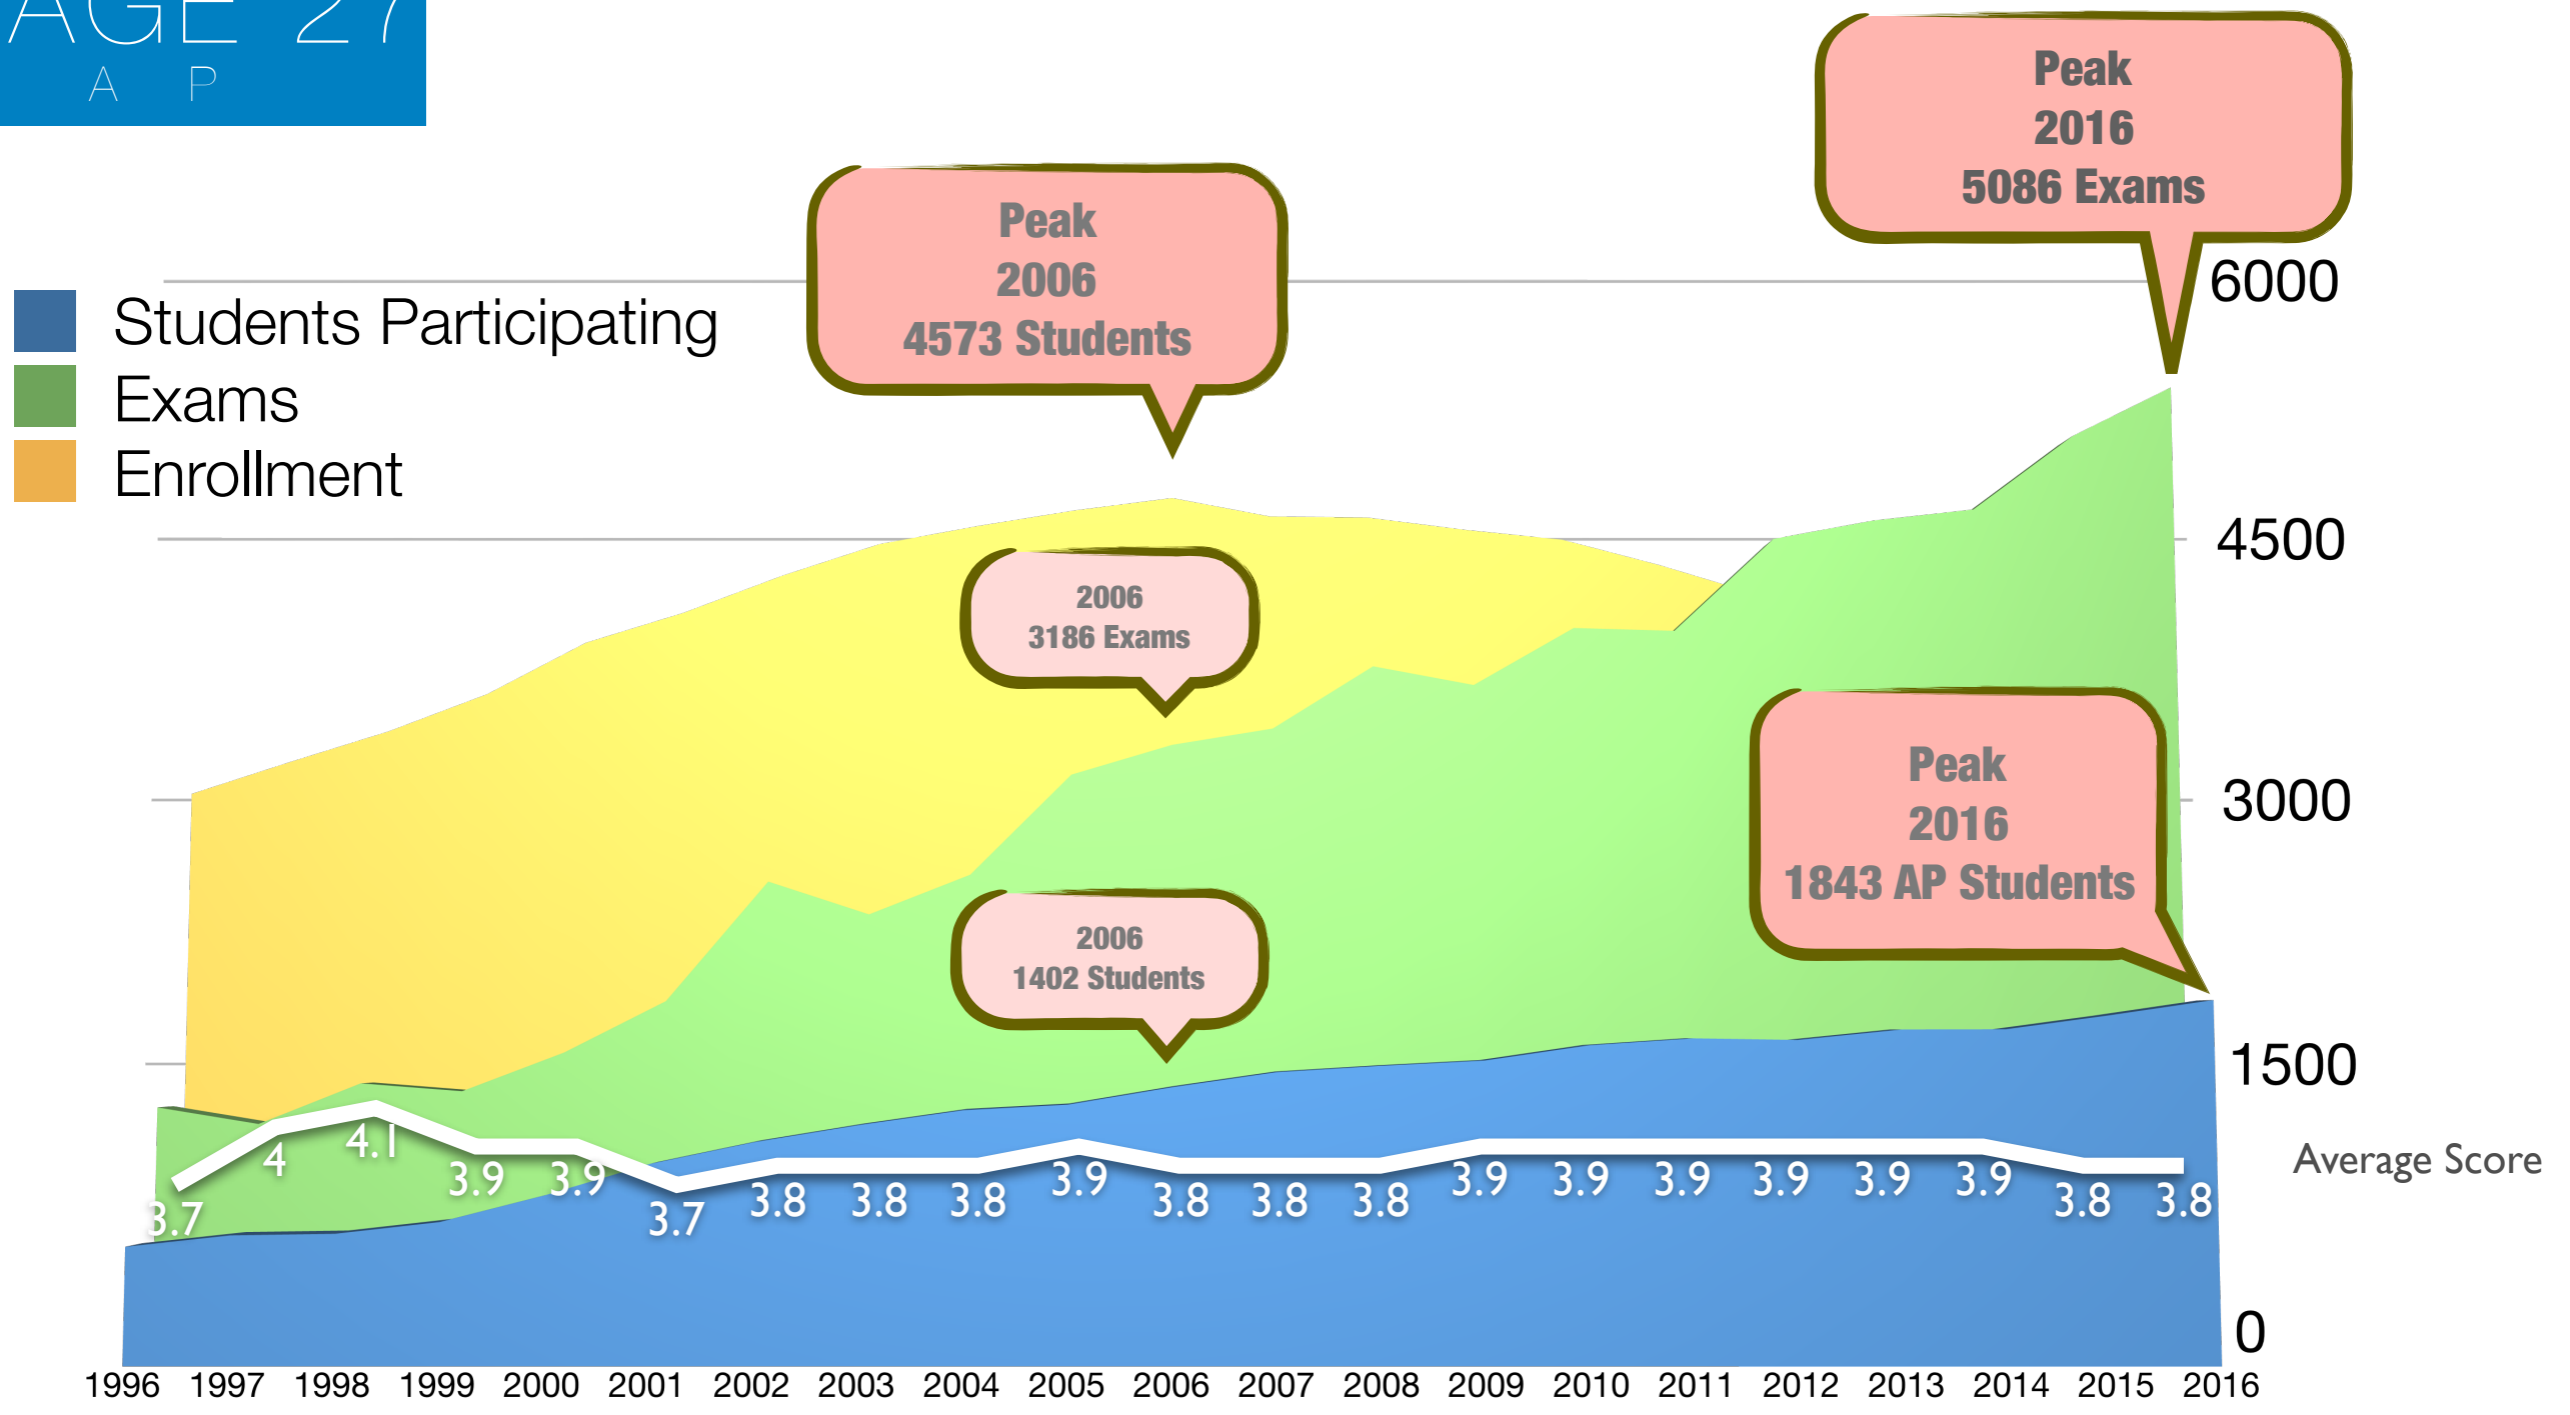 AGE 27
A P
Peak
2016
5086 Exams
Peak
2006
4573 Students
6000
Students Participating
Exams
Enrollment
4500
2006
3186 Exams
3000
Peak
2016
1843 AP Students
2006
1402 Students
1500
3.7
4
4.1
3.9
3.9
3.7
3.8
3.8
3.8
3.9
3.8
3.8
3.8
3.9
3.9
3.9
3.9
3.9
3.9
3.8
3.8
Average Score
0
1996 1997 1998 1999 2000 2001 2002 2003 2004 2005 2006 2007 2008 2009 2010 2011 2012 2013 2014 2015 2016